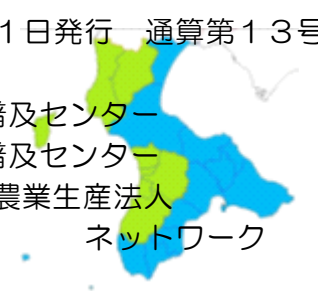 １日発行　通算第１３号
普及センター
普及センター
農業生産法人
ネットワーク